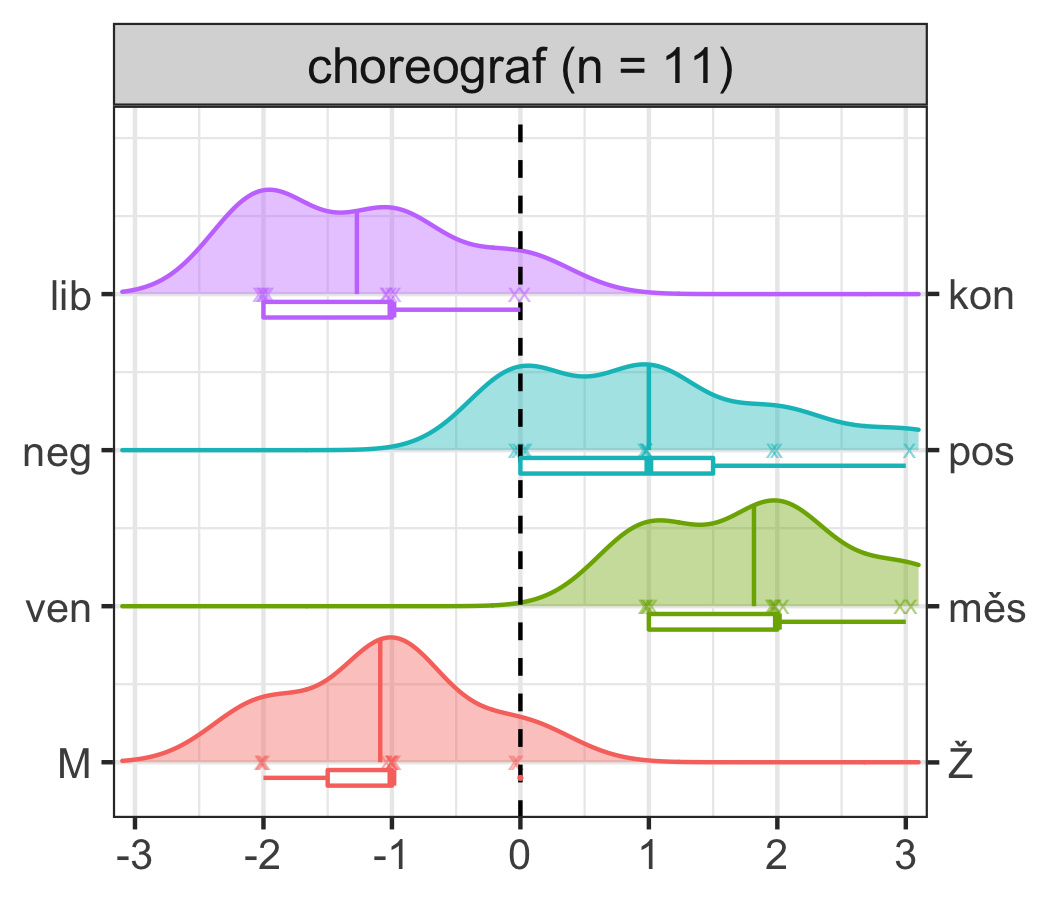 choreograf (n = 11)
lib kon
neg pos
ven měs
M Ž
-3 -2 -1 0 1 2 3